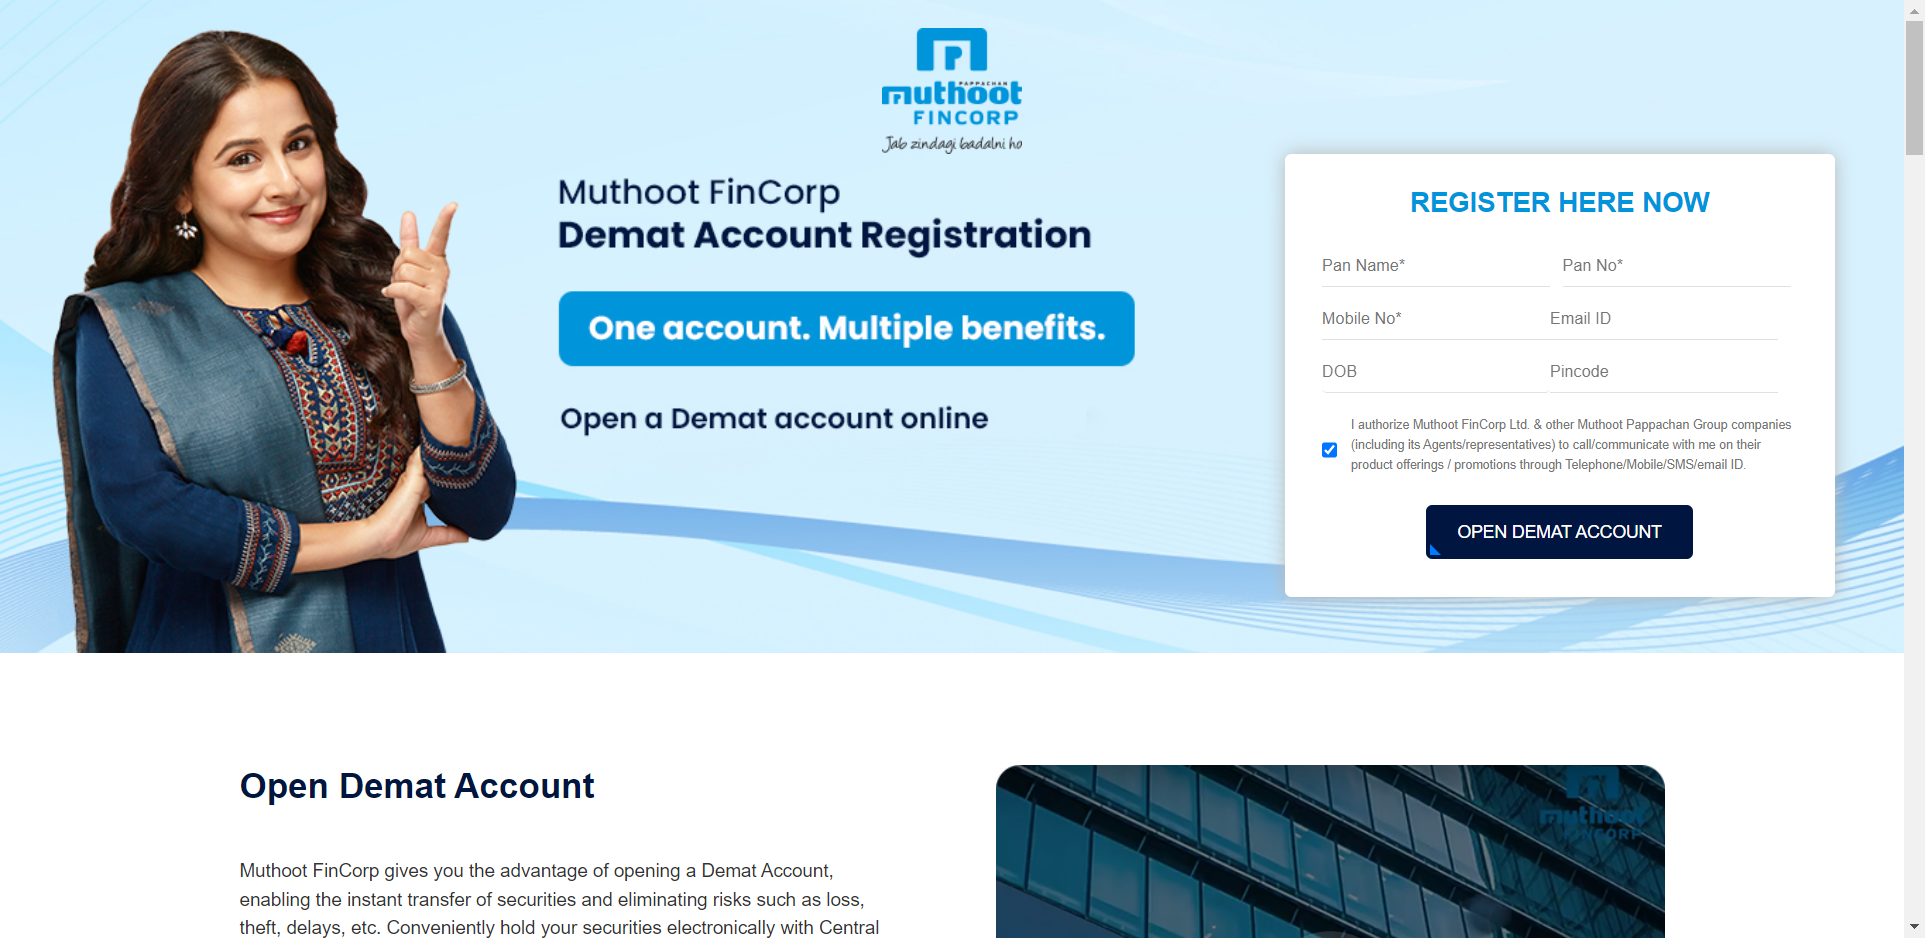 PAPPACHAN
muthoot
FINCORP
Jab zindagi badalni ho
Muthoot FinCorp
Demat Account Registration
One account. Multiple benefits.
Open a Demat account online
REGISTER HERE NOW
Pan Name* Pan No*
Mobile No* Email ID
DOB Pincode
I authorize Muthoot FinCorp Ltd. & other Muthoot Pappachan Group companies
(including its Agents/representatives) to call/communicate with me on their
product offerings / promotions through Telephone/Mobile/SMS/email ID.
OPEN DEMAT ACCOUNT
Open Demat Account
Muthoot FinCorp gives you the advantage of opening a Demat Account,
enabling the instant transfer of securities and eliminating risks such as loss,
theft, delays, etc. Conveniently hold your securities electronically with Central
muthoot
FINCORP